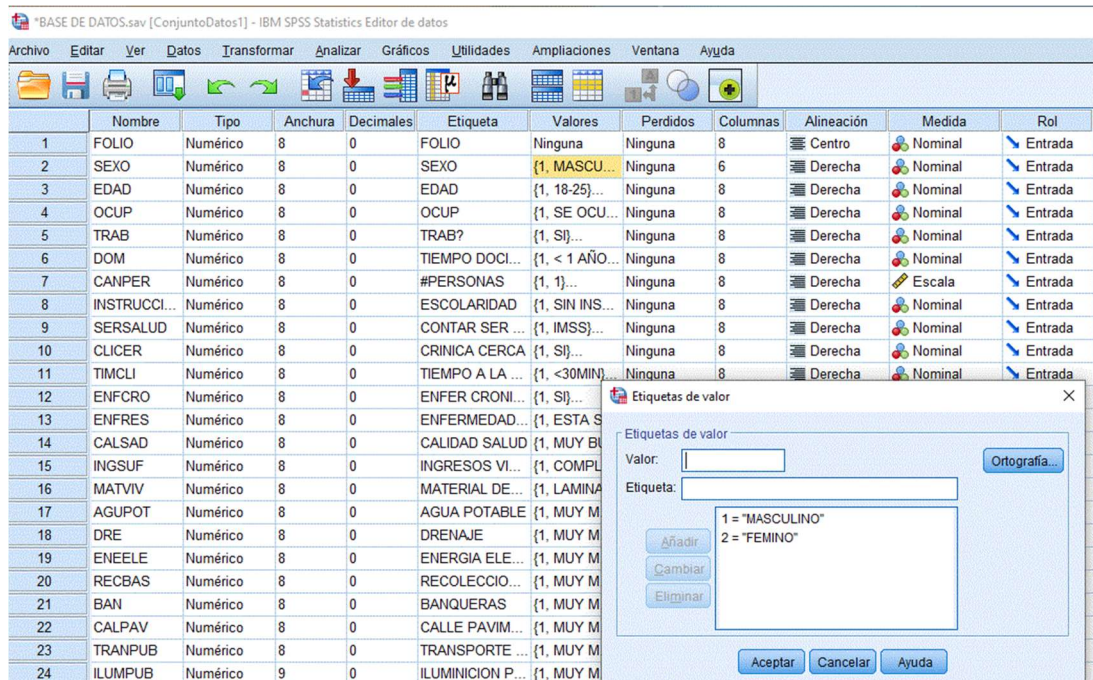 *BASE DE DATOS.sav [ConjuntoDatos1] - IBM SPSS Statistics Editor de datos
Archivo Editar Ver Datos Transformar Analizar Gráficos Utilidades Ampliaciones Ventana Ayuda
Nombre Tipo Anchura Decimales Etiqueta Valores Perdidos Columnas Alineación Medida Rol
1 FOLIO Numérico 8 0 FOLIO Ninguna Ninguna 8 Centro Nominal Entrada
2 SEXO Numérico 8 0 SEXO {1, MASCU... Ninguna 6 Derecha Nominal Entrada
3 EDAD Numérico 8 0 EDAD {1, 18-25}... Ninguna 8 Derecha Nominal Entrada
4 OCUP Numérico 8 0 OCUP {1, SE OCU... Ninguna 8 Derecha Nominal Entrada
5 TRAB Numérico 8 0 TRAB? {1, SI}... Ninguna 8 Derecha Nominal Entrada
6 DOM Numérico 8 0 TIEMPO DOCI... {1, < 1 AÑO... Ninguna 8 Derecha Nominal Entrada
7 CANPER Numérico 8 0 #PERSONAS {1, 1}... Ninguna 8 Derecha Escala Entrada
8 INSTRUCCI... Numérico 8 0 ESCOLARIDAD {1, SIN INS... Ninguna 8 Derecha Nominal Entrada
9 SERSALUD Numérico 8 0 CONTAR SER ... {1, IMSS}... Ninguna 8 Derecha Nominal Entrada
10 CLICER Numérico 8 0 CRINICA CERCA {1, SI}... Ninguna 8 Derecha Nominal Entrada
11 TIMCLI Numérico 8 0 TIEMPO A LA ... {1, <30MIN}... Ninguna 8 Derecha Nominal Entrada
12 ENFCRO Numérico 8 0 ENFER CRONI... {1, SI}...
13 ENFRES Numérico 8 0 ENFERMEDAD... {1, ESTA S
14 CALSAD Numérico 8 0 CALIDAD SALUD {1, MUY BU
15 INGSUF Numérico 8 0 INGRESOS VI... {1, COMPL
16 MATVIV Numérico 8 0 MATERIAL DE... {1, LAMINA
17 AGUPOT Numérico 8 0 AGUA POTABLE {1, MUY M
18 DRE Numérico 8 0 DRENAJE {1, MUY M
19 ENEELE Numérico 8 0 ENERGIA ELE... {1, MUY M
20 RECBAS Numérico 8 0 RECOLECCIO... {1, MUY M
21 BAN Numérico 8 0 BANQUERAS {1, MUY M
22 CALPAV Numérico 8 0 CALLE PAVIM... {1, MUY M
23 TRANPUB Numérico 8 0 TRANSPORTE ... {1, MUY M
24 ILUMPUB Numérico 9 0 ILUMINICION P... {1, MUY M
Etiquetas de valor
Etiquetas de valor
Valor:
Ortografía...
Etiqueta:
1 = "MASCULINO"
2 = "FEMINO"
Añadir
Cambiar
Eliminar
Aceptar Cancelar Ayuda